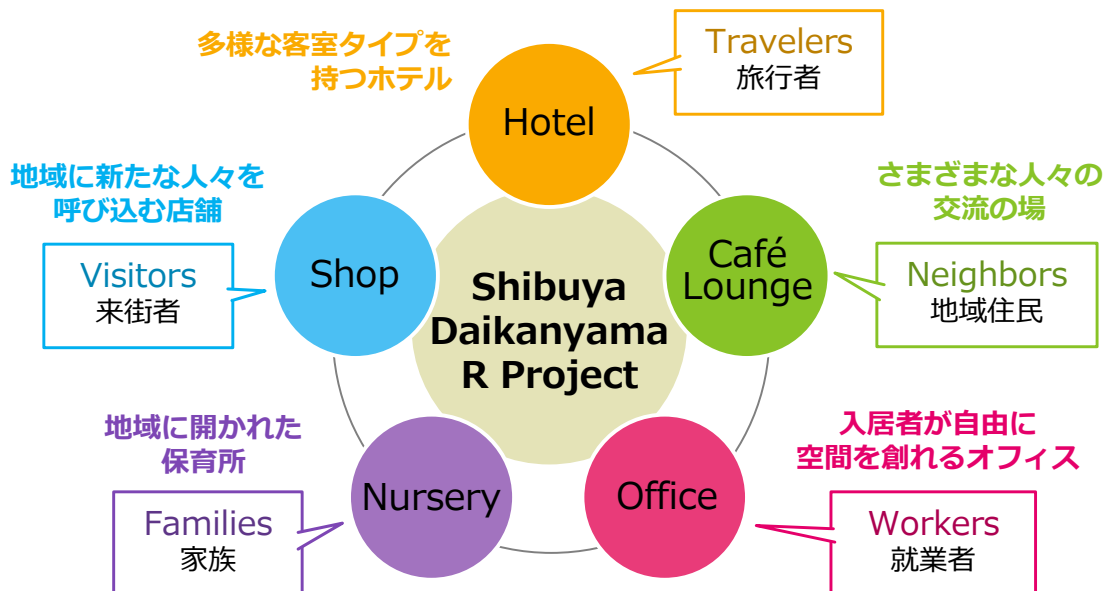 多様な客室タイプを
持つホテル
Hotel
Travelers
旅行者
地域に新たな人々を
呼び込む店舗
Visitors
来街者
Shop
Shibuya
Daikanyama
R Project
Café
Lounge
さまざまな人々の
交流の場
Neighbors
地域住民
地域に開かれた
保育所
Families
家族
Nursery
Office
入居者が自由に
空間を創れるオフィス
Workers
就業者